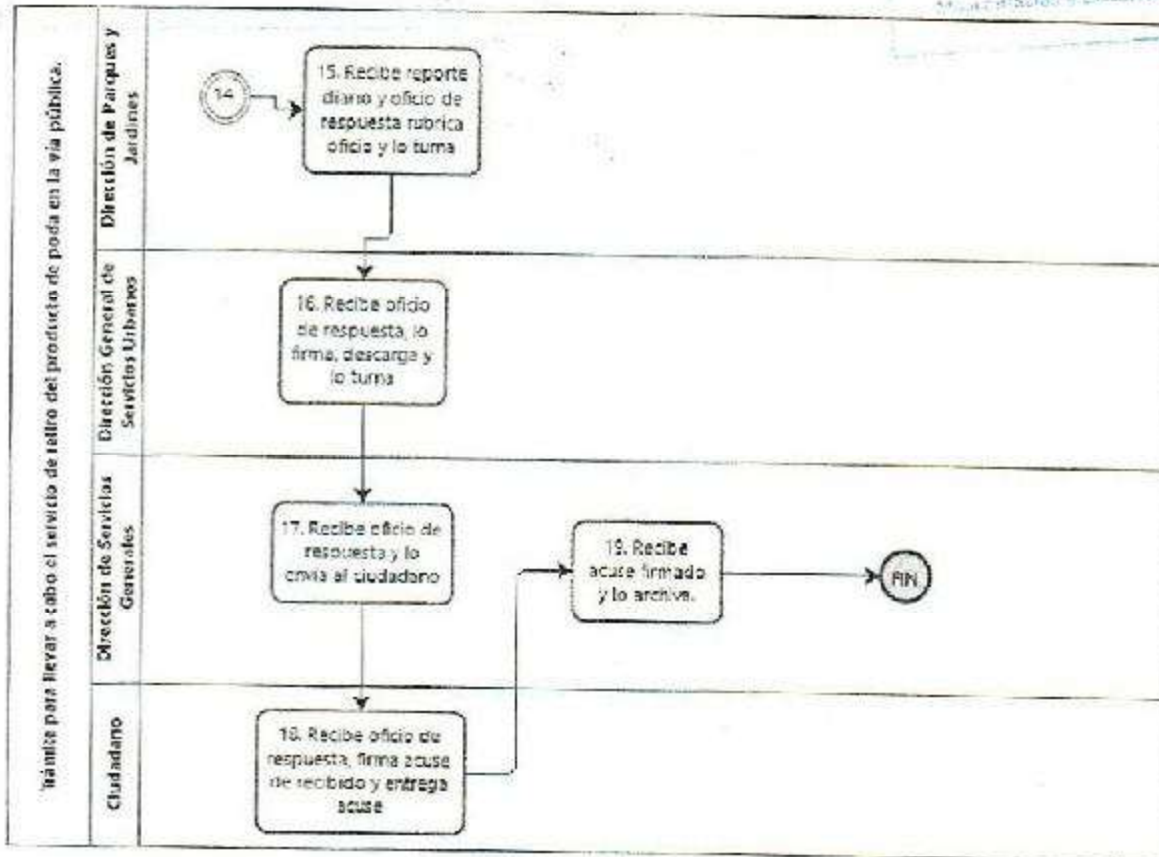 Trámite para llevar a cabo el servicio de retiro del producto de poda en la vía pública.
Dirección de Parques y
Jardines
14
15. Recibe reporte
diario y oficio de
respuesta rubrica
oficio y lo turna
Dirección General de
Servicios Urbanos
16. Recibe oficio
de respuesta, lo
firma, descarga y
lo turna
Dirección de Servicios
Generales
17. Recibe oficio de
respuesta y lo
envía al ciudadano
19. Recibe
acuse firmado
y lo archiva.
FIN
Ciudadano
18. Recibe oficio de
respuesta, firma acuse
de recibido y entrega
acuse